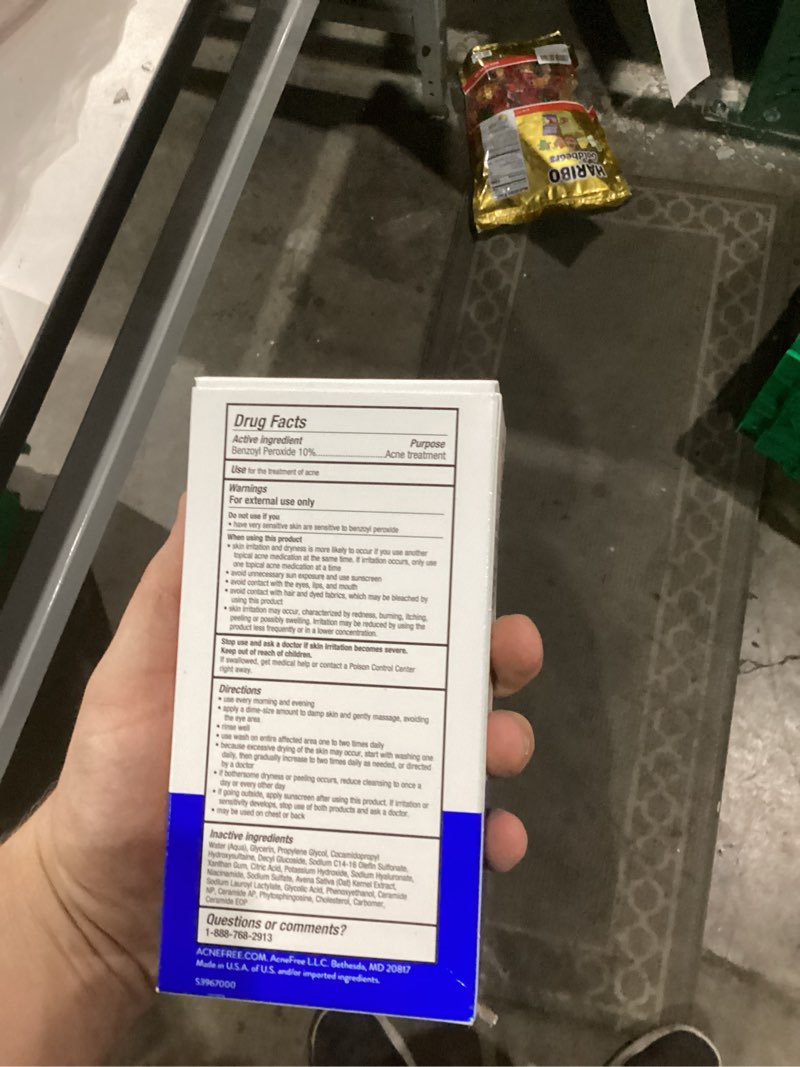 HARIBO
Goldbears
Drug Facts
Active ingredient Purpose
Benzoyl Peroxide 10%..........................Acne treatment
Use for the treatment of acne
Warnings
For external use only
Do not use if you
• have very sensitive skin are sensitive to benzoyl peroxide
When using this product
• skin irritation and dryness is more likely to occur if you use another
topical acne medication at the same time. If irritation occurs, only use
one topical acne medication at a time
• avoid unnecessary sun exposure and use sunscreen
• avoid contact with the eyes, lips, and mouth
• avoid contact with hair and dyed fabrics, which may be bleached by
using this product
• skin irritation may occur, characterized by redness, burning, itching,
peeling or possibly swelling. Irritation may be reduced by using the
product less frequently or in a lower concentration.
Stop use and ask a doctor if skin irritation becomes severe.
Keep out of reach of children.
If swallowed, get medical help or contact a Poison Control Center
right away.
Directions
• use every morning and evening
• apply a dime-size amount to damp skin and gently massage, avoiding
the eye area
• rinse well
• use wash on entire affected area one to two times daily
• because excessive drying of the skin may occur, start with washing one
daily, then gradually increase to two times daily as needed, or directed
by a doctor
• if bothersome dryness or peeling occurs, reduce cleansing to once a
day or every other day
• if going outside, apply sunscreen after using this product. If irritation or
sensitivity develops, stop use of both products and ask a doctor.
• may be used on chest or back
Inactive ingredients
Water (Aqua), Glycerin, Propylene Glycol, Cocamidopropyl
Hydroxysultaine, Decyl Glucoside, Sodium C14-16 Olefin Sulfonate,
Xanthan Gum, Citric Acid, Potassium Hydroxide, Sodium Hyaluronate,
Niacinamide, Sodium Sulfate, Avena Sativa (Oat) Kernel Extract,
Sodium Lauroyl Lactylate, Glycolic Acid, Phenoxyethanol, Ceramide
NP, Ceramide AP, Phytosphingosine, Cholesterol, Carbomer,
Ceramide EOP
Questions or comments?
1-888-768-2913
ACNEFREE.COM. AcneFree L.L.C. Bethesda, MD 20817
Made in U.S.A. of U.S. and/or imported ingredients.
53967000